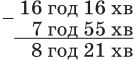 16 год 16 хв
– 7 год 55 хв
8 год 21 хв